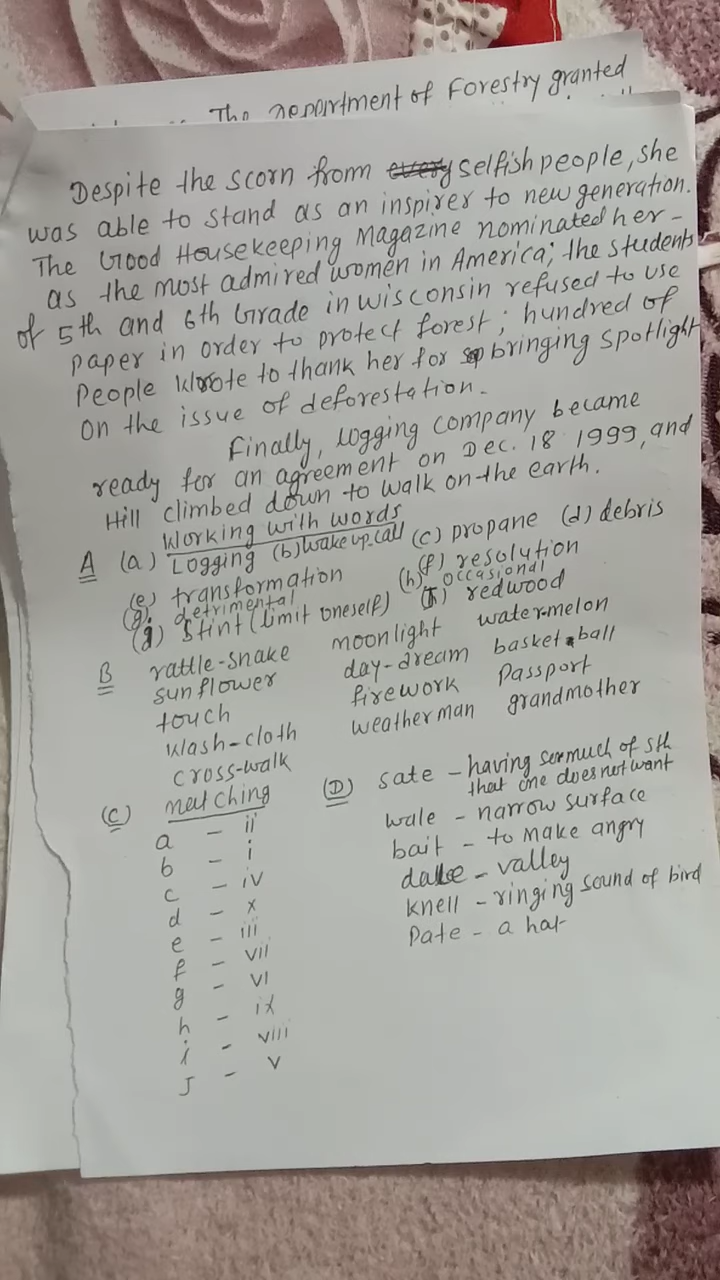 The Department of Forestry granted
Despite the scorn from every selfish people, she
was able to stand as an inspirer to new generation.
The Good Housekeeping Magazine nominated her-
as the most admired women in America; the students
of 5th and 6th Grade in Wisconsin refused to use
paper in order to protect forest; hundred of
People Wrote to thank her for bringing spotlight
on the issue of deforestation.
Finally, logging company became
ready for an agreement on Dec. 18 1999, and
Hill climbed down to walk on the earth.
Working with words
A (a) Logging (b) wake up call (c) propane (d) debris
(e) transformation (f) resolution
(g) detrimental (h) occasional
(i) Stint (limit oneself) redwood
B rattle-snake moonlight watermelon
sunflower day-dream basket ball
touch firework Passport
Wash-cloth weatherman grandmother
cross-walk
(C) matching
a - ii
b - i
c - iv
d - x
e - iii
f - vii
g - vi
h - ix
i - viii
J - v
(D) sate - having so much of sth
that one does not want
wale - narrow surface
bait - to make angry
dale - valley
knell - ringing sound of bird
Pate - a hat